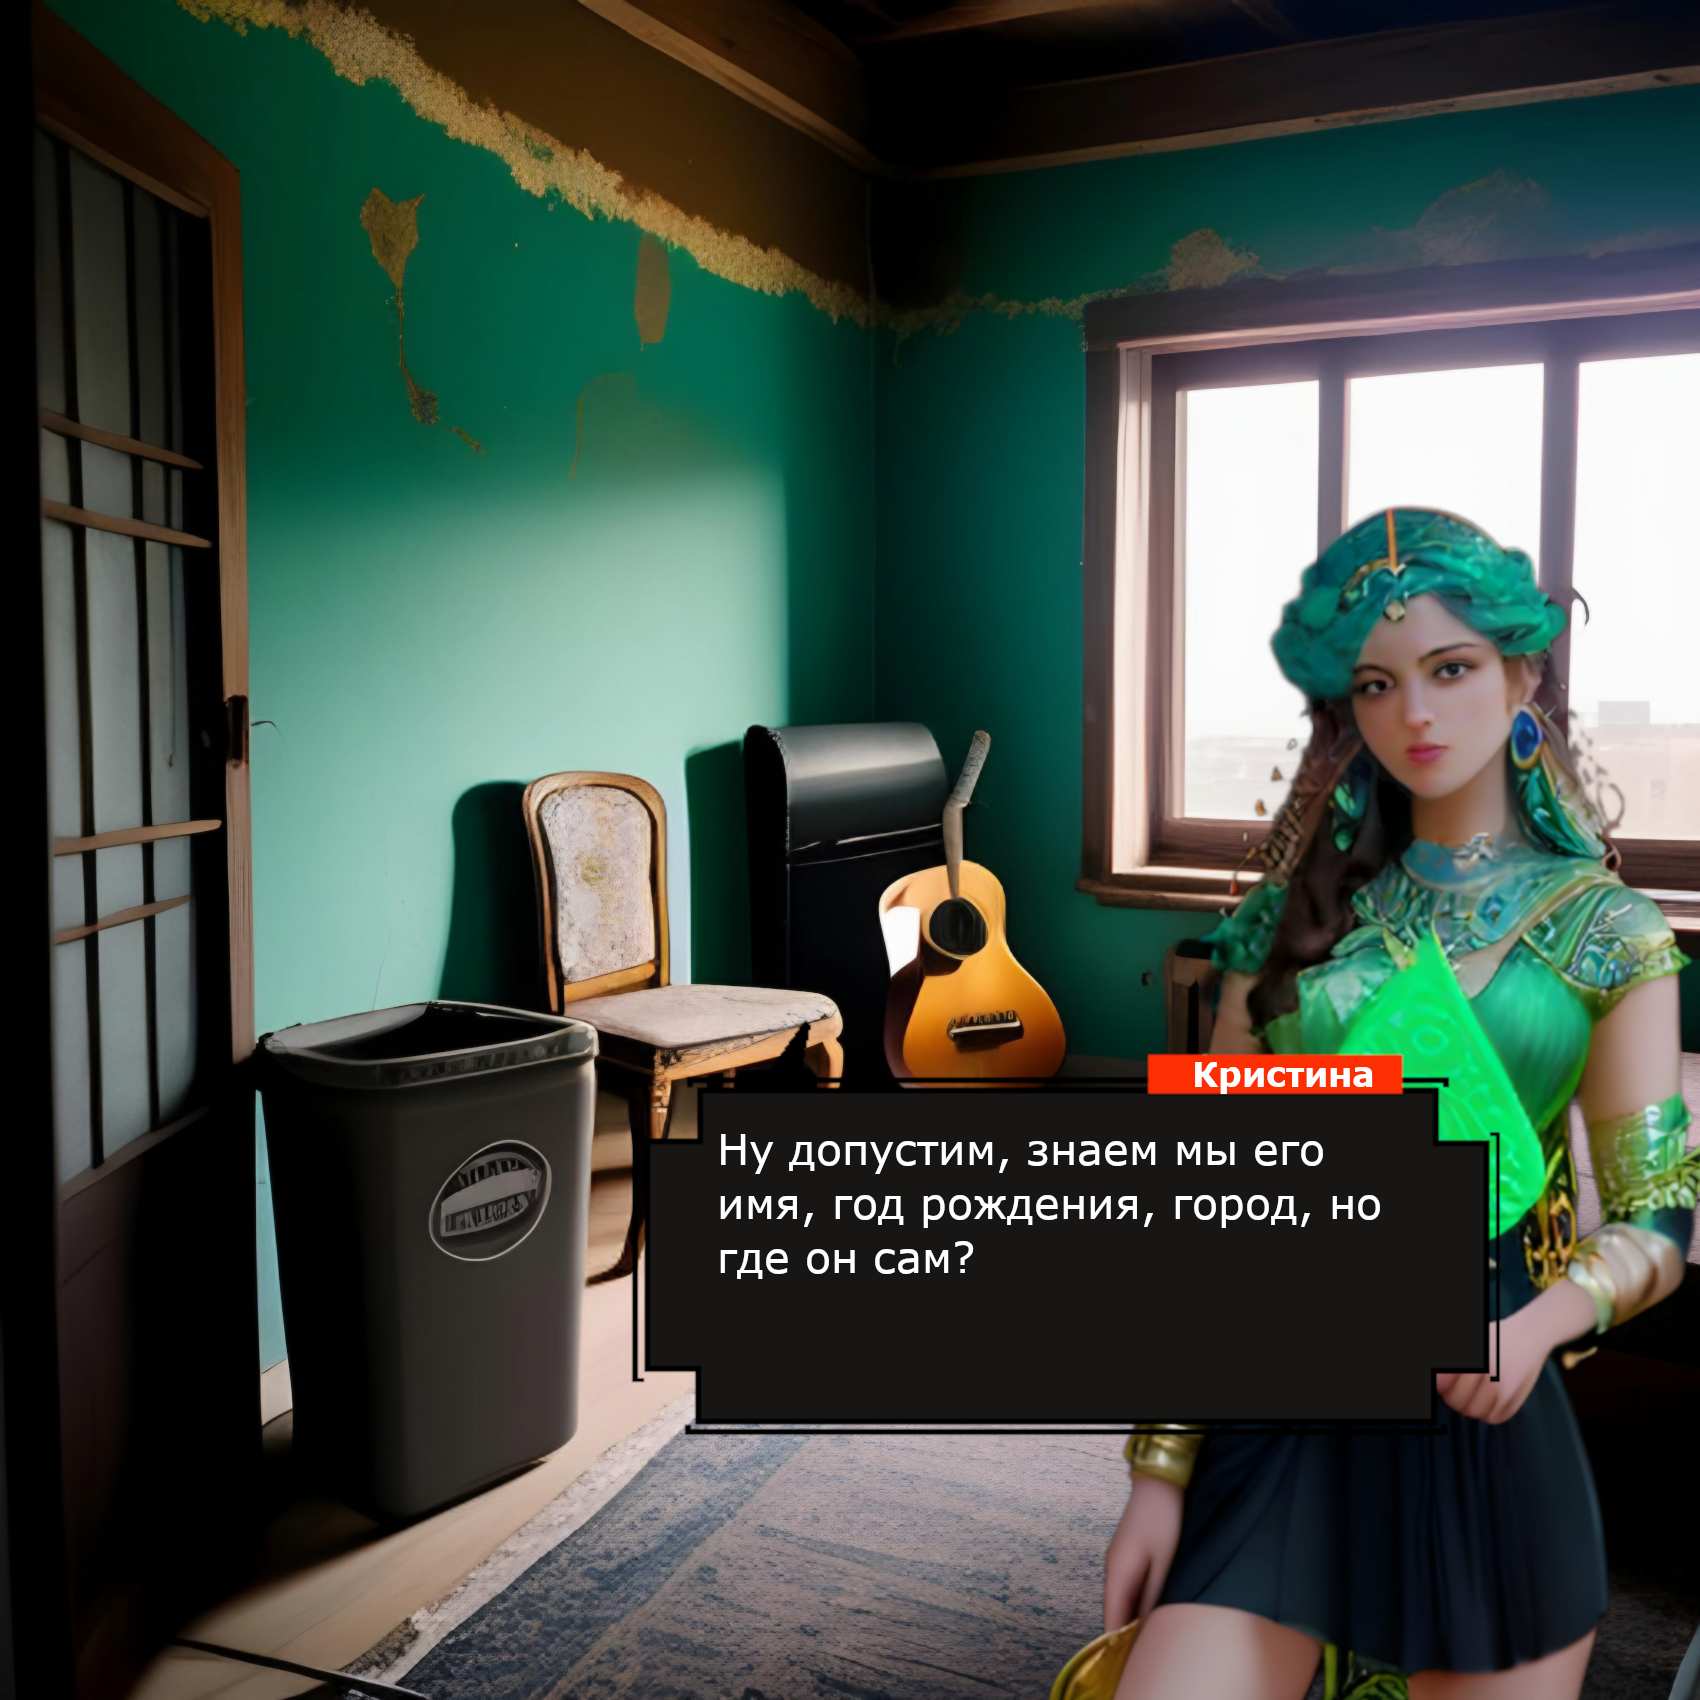 Кристина
Ну допустим, знаем мы его
имя, год рождения, город, но
где он сам?